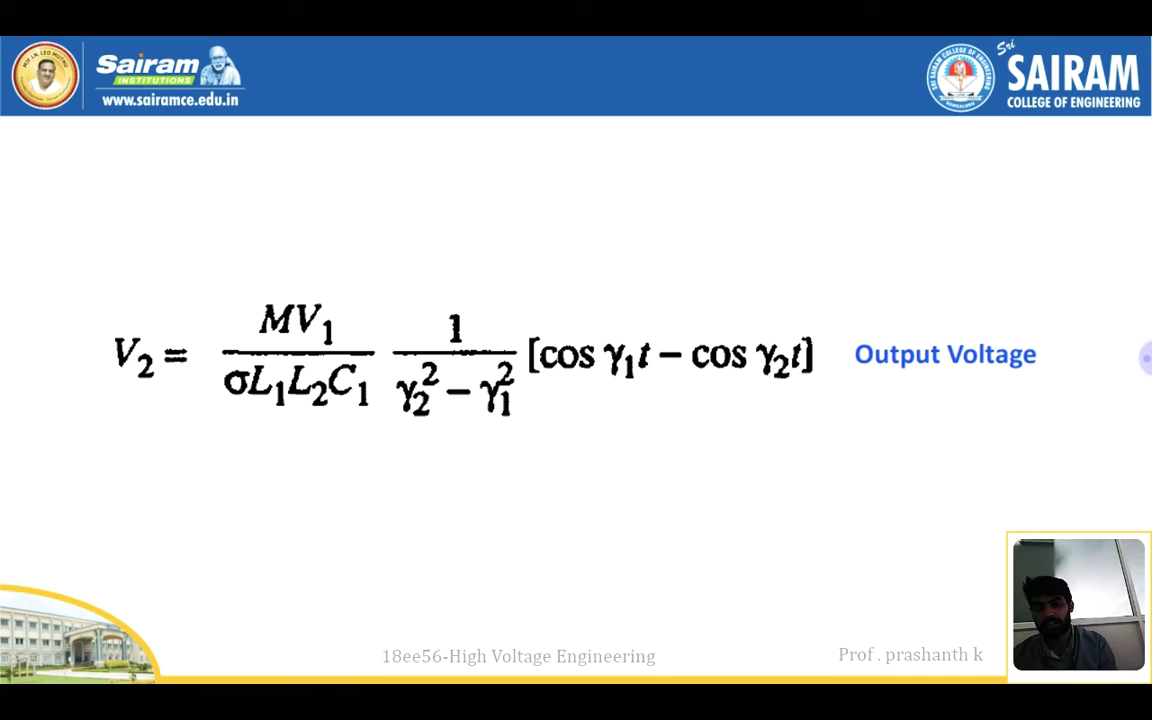 Sairam
INSTITUTIONS
www.sairamce.edu.in
Sri
SAIRAM
COLLEGE OF ENGINEERING
V₂ = MV₁/σL₁L₂C₁ 1/γ₂² − γ₁² [cos γ₁t − cos γ₂t] Output Voltage
18ee56-High Voltage Engineering
Prof . prashanth k